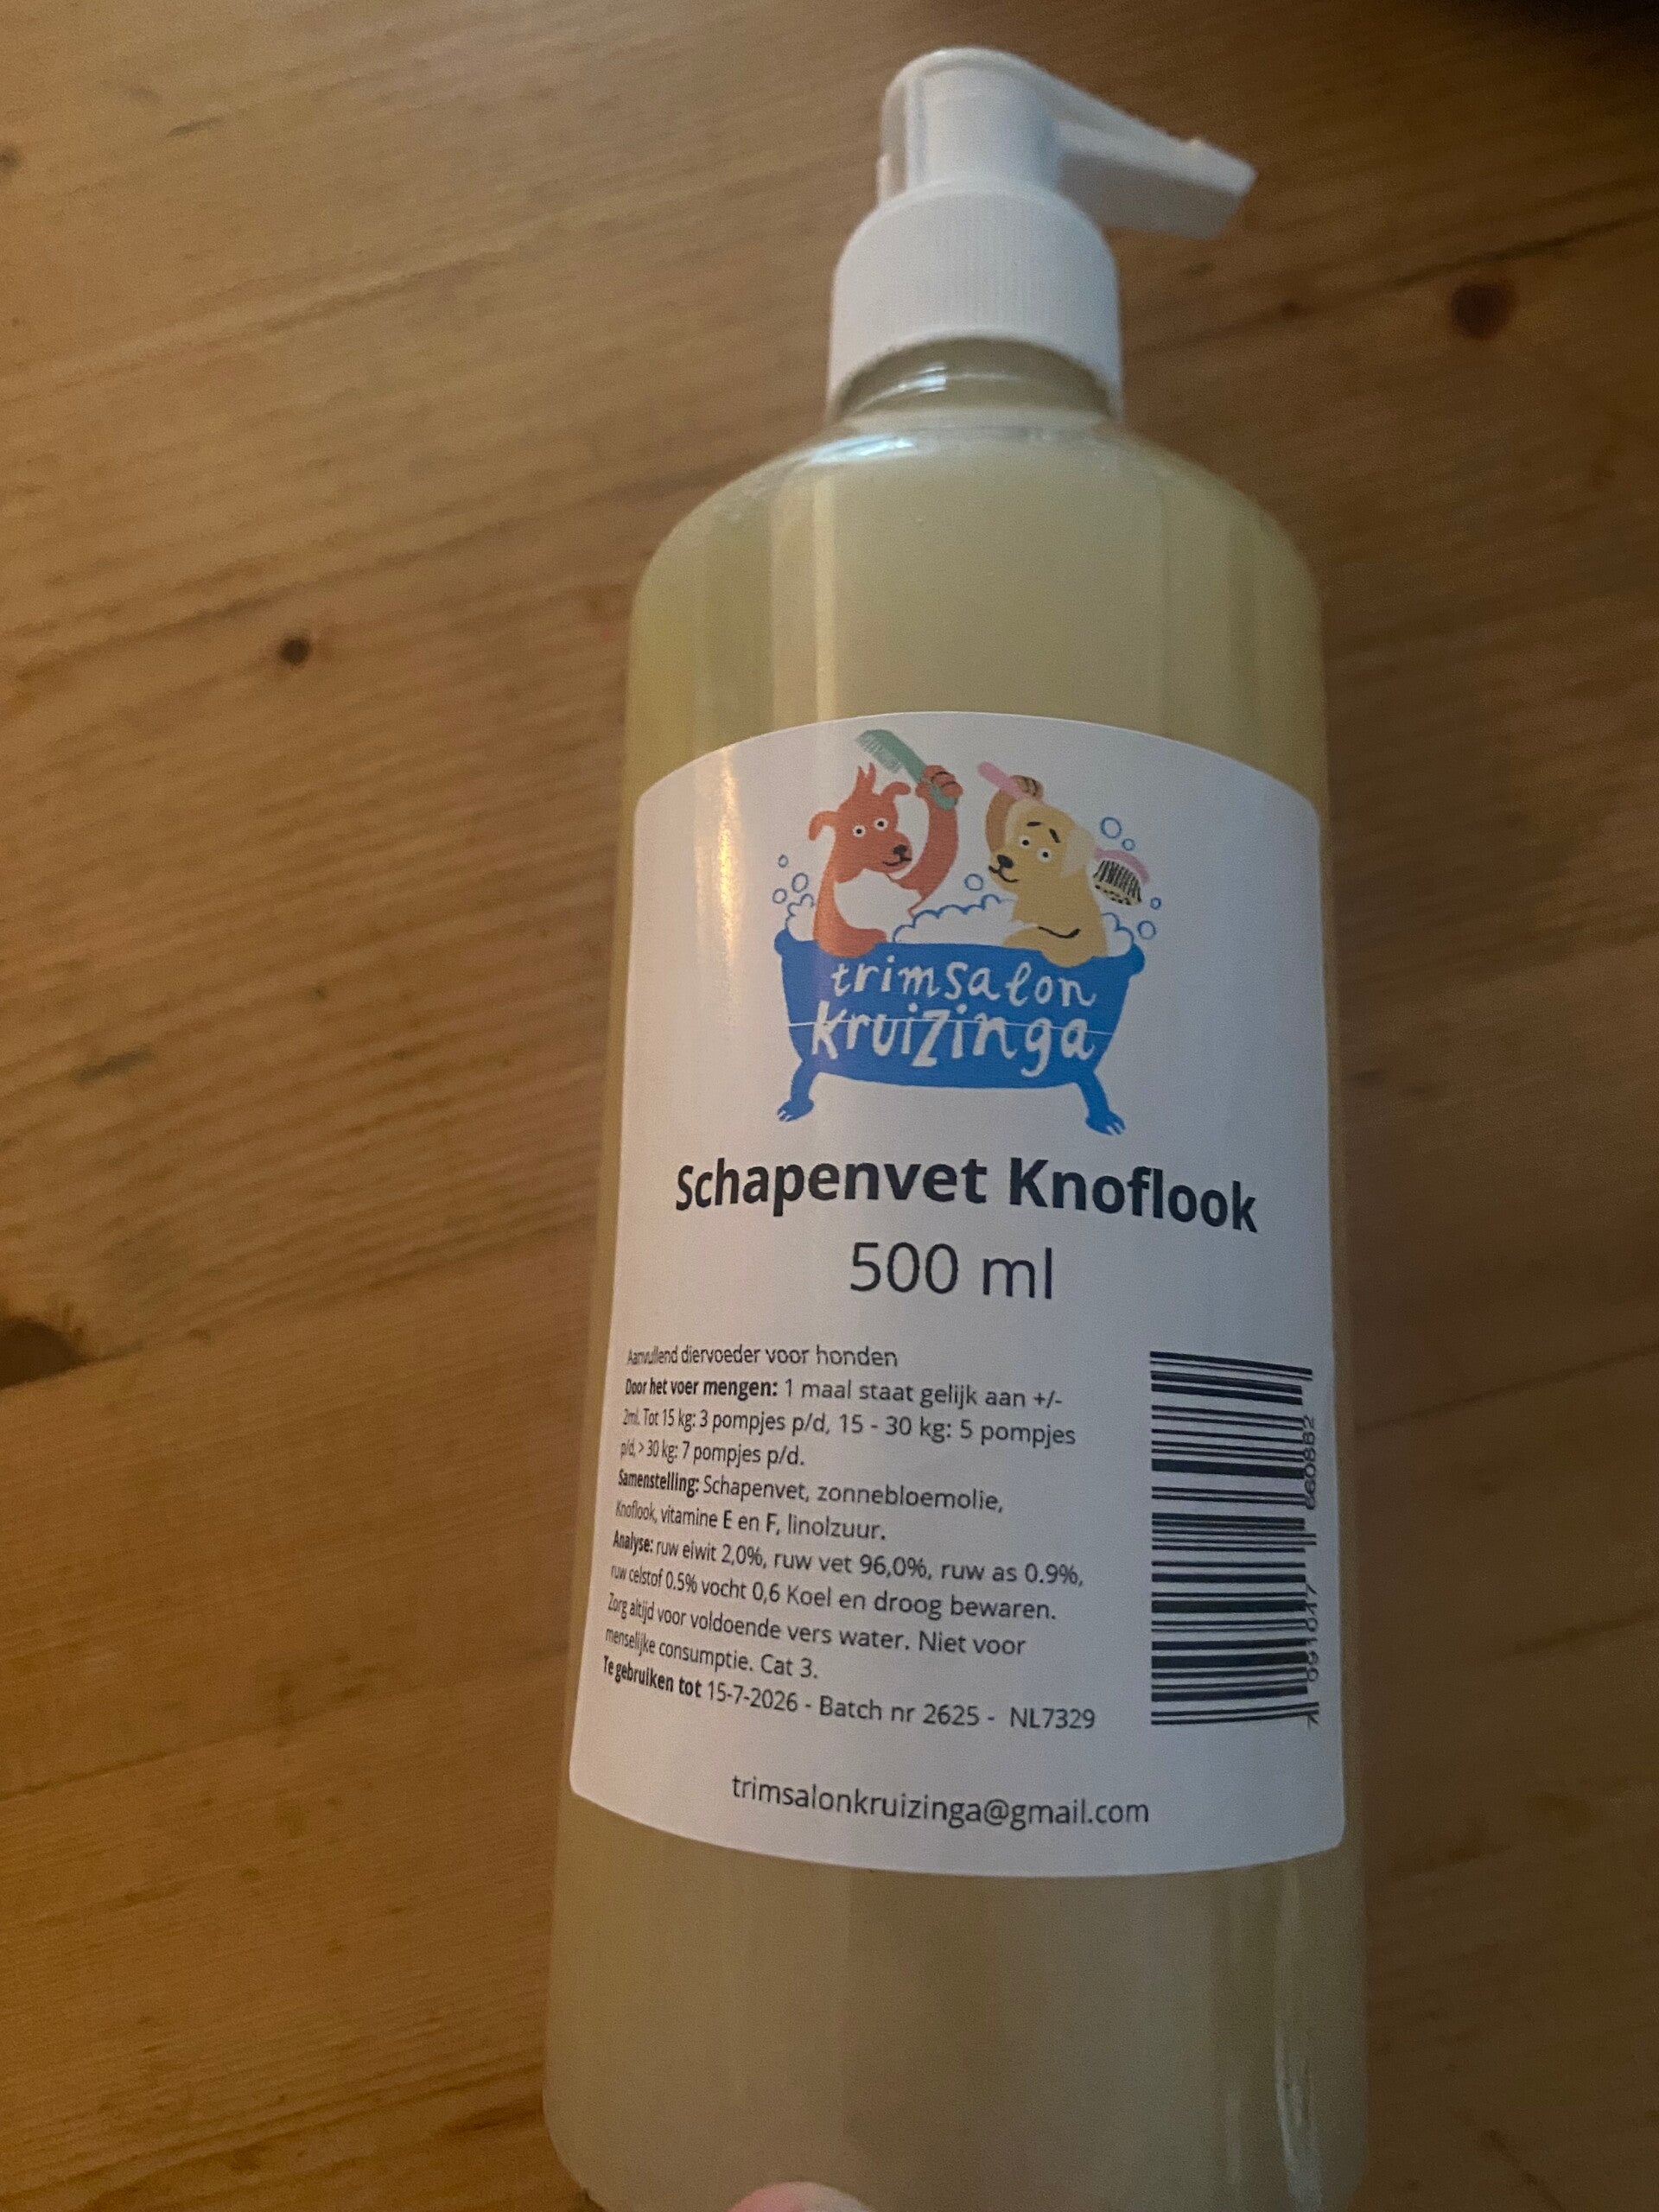 trimsalon
kruizinga
Schapenvet Knoflook
500 ml
Aanvullend diervoeder voor honden
Door het voer mengen: 1 maal staat gelijk aan +/-
2ml. Tot 15 kg: 3 pompjes p/d, 15 - 30 kg: 5 pompjes
p/d, > 30 kg: 7 pompjes p/d.
Samenstelling: Schapenvet, zonnebloemolie,
Knoflook, vitamine E en F, linolzuur.
Analyse: ruw eiwit 2,0%, ruw vet 96,0%, ruw as 0.9%,
ruw celstof 0.5% vocht 0,6 Koel en droog bewaren.
Zorg altijd voor voldoende vers water. Niet voor
menselijke consumptie. Cat 3.
Te gebruiken tot 15-7-2026 - Batch nr 2625 - NL7329
7 091047 660882
trimsalonkruizinga@gmail.com